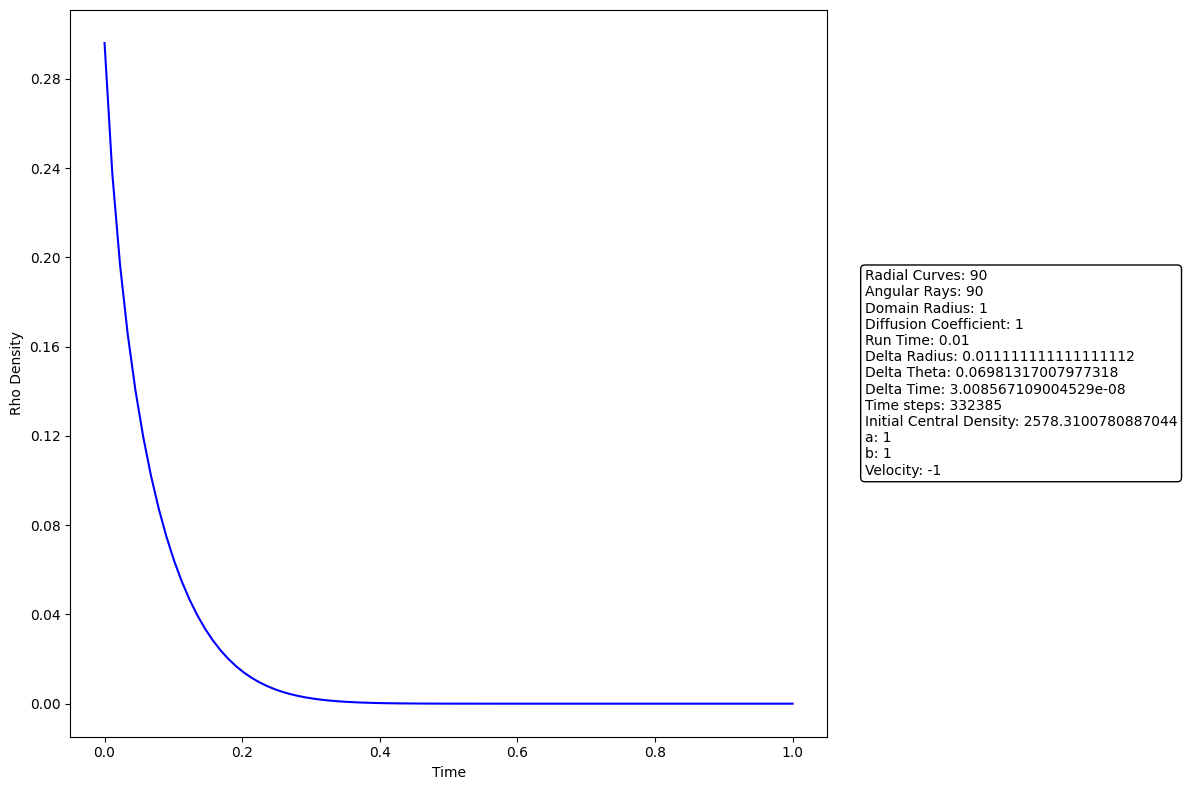 0.28
0.24
0.20
0.16
0.12
0.08
0.04
0.00
Rho Density
0.0
0.2
0.4
0.6
0.8
1.0
Time
Radial Curves: 90
Angular Rays: 90
Domain Radius: 1
Diffusion Coefficient: 1
Run Time: 0.01
Delta Radius: 0.011111111111111112
Delta Theta: 0.06981317007977318
Delta Time: 3.008567109004529e-08
Time steps: 332385
Initial Central Density: 2578.3100780887044
a: 1
b: 1
Velocity: -1